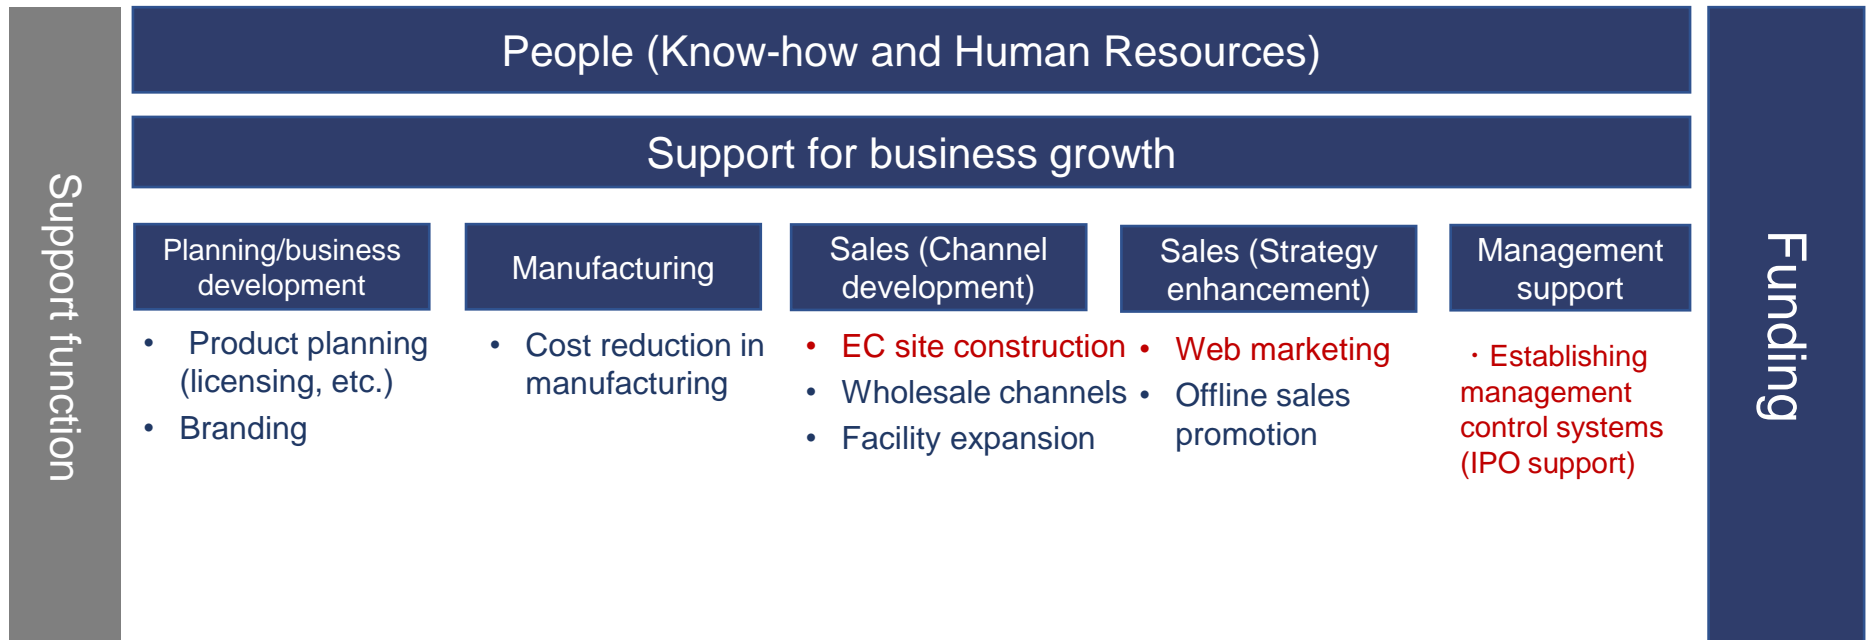 Support function
People (Know-how and Human Resources)
Support for business growth
Planning/business
development
• Product planning
(licensing, etc.)
• Branding
Manufacturing
• Cost reduction in
manufacturing
Sales (Channel
development)
• EC site construction
• Wholesale channels
• Facility expansion
Sales (Strategy
enhancement)
• Web marketing
• Offline sales
promotion
Management
support
・Establishing
management
control systems
(IPO support)
Funding